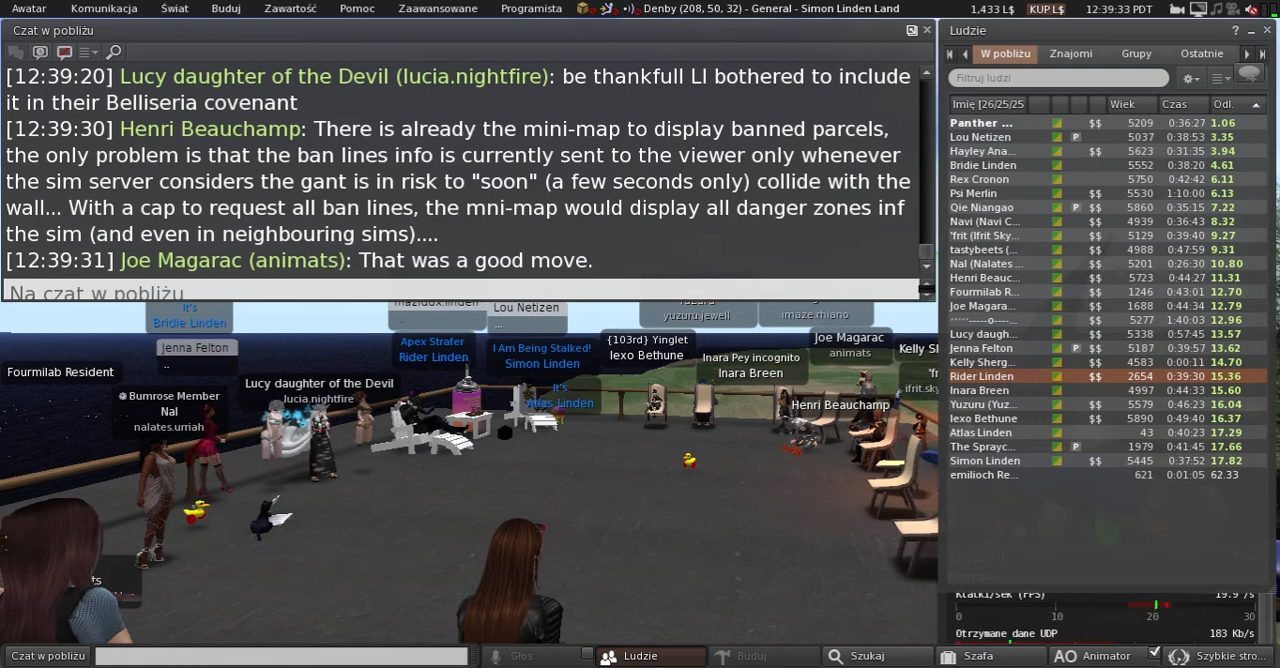 Awatar Komunikacja Świat Buduj Zawartość Pomoc Zaawansowane Programista Denby (208, 50, 32) - General - Simon Linden Land 1,433 L$ KUP L$ 12:39:33 PDT
Czat w pobliżu
[12:39:20] Lucy daughter of the Devil (lucia.nightfire): be thankfull LI bothered to include
it in their Belliseria covenant
[12:39:30] Henri Beauchamp: There is already the mini-map to display banned parcels,
the only problem is that the ban lines info is currently sent to the viewer only whenever
the sim server considers the gant is in risk to "soon" (a few seconds only) collide with the
wall... With a cap to request all ban lines, the mni-map would display all danger zones inf
the sim (and even in neighbouring sims)....
[12:39:31] Joe Magarac (animats): That was a good move.
Na czat w pobliżu
It's
Bridie Linden
mazidox.linden
...
Lou Netizen
...
yuzuru.jewell
imaze.rhiano
Jenna Felton
..
Apex Strafer
Rider Linden
I Am Being Stalked!
Simon Linden
{103rd} Yinglet
Iexo Bethune
Joe Magarac
animats
Kelly Sh
Inara Pey incognito
Inara Breen
Fourmilab Resident
Lucy daughter of the Devil
lucia.nightfire
It's
Atlas Linden
'fr
ifrit.sky
Bumrose Member
Nal
nalates.urriah
Henri Beauchamp
ts
Ludzie
? _ ×
W pobliżu Znajomi Grupy Ostatnie
Filtruj ludzi
Imię [26/25/25 Wiek Czas Odl.
Panther ... $$ 5209 0:36:27 1.06
Lou Netizen P 5037 0:38:53 3.35
Hayley Ana... $$ 5623 0:31:35 3.94
Bridie Linden 5552 0:38:20 4.61
Rex Cronon 5750 0:42:42 6.11
Psi Merlin $$ 5530 1:10:00 6.13
Qie Niangao P $$ 5860 0:35:15 7.22
Navi (Navi C... $$ 4939 0:36:43 8.32
'frit (Ifrit Sky... $$ 5129 0:39:40 9.27
tastybeets (... $$ 4988 0:47:59 9.31
Nal (Nalates ... $$ 5201 0:26:30 10.80
Henri Beauc... $$ 5723 0:44:27 11.31
Fourmilab R... $$ 1246 0:43:01 12.70
Joe Magara... $$ 1688 0:44:34 12.79
$$ 5277 1:40:03 12.96
Lucy daugh... $$ 5338 0:57:45 13.57
Jenna Felton P $$ 5187 0:39:57 13.62
Kelly Sherg... $$ 4583 0:00:11 14.70
Rider Linden $$ 2654 0:39:30 15.36
Inara Breen 4997 0:44:33 15.60
Yuzuru (Yuz... $$ 5579 0:46:23 16.04
Iexo Bethune $$ 5890 0:49:40 16.37
Atlas Linden 43 0:40:23 17.29
The Sprayc... P 1979 0:41:45 17.66
Simon Linden $$ 5445 0:37:52 17.82
emilioch Re... 621 0:01:05 62.33
Klatki/sek (FPS) 19.9 /s
0 10 20 30
Otrzymane dane UDP 183 Kb/s
Czat w pobliżu Głos Ludzie Buduj Szukaj Szafa AO Animator Szybkie stro...